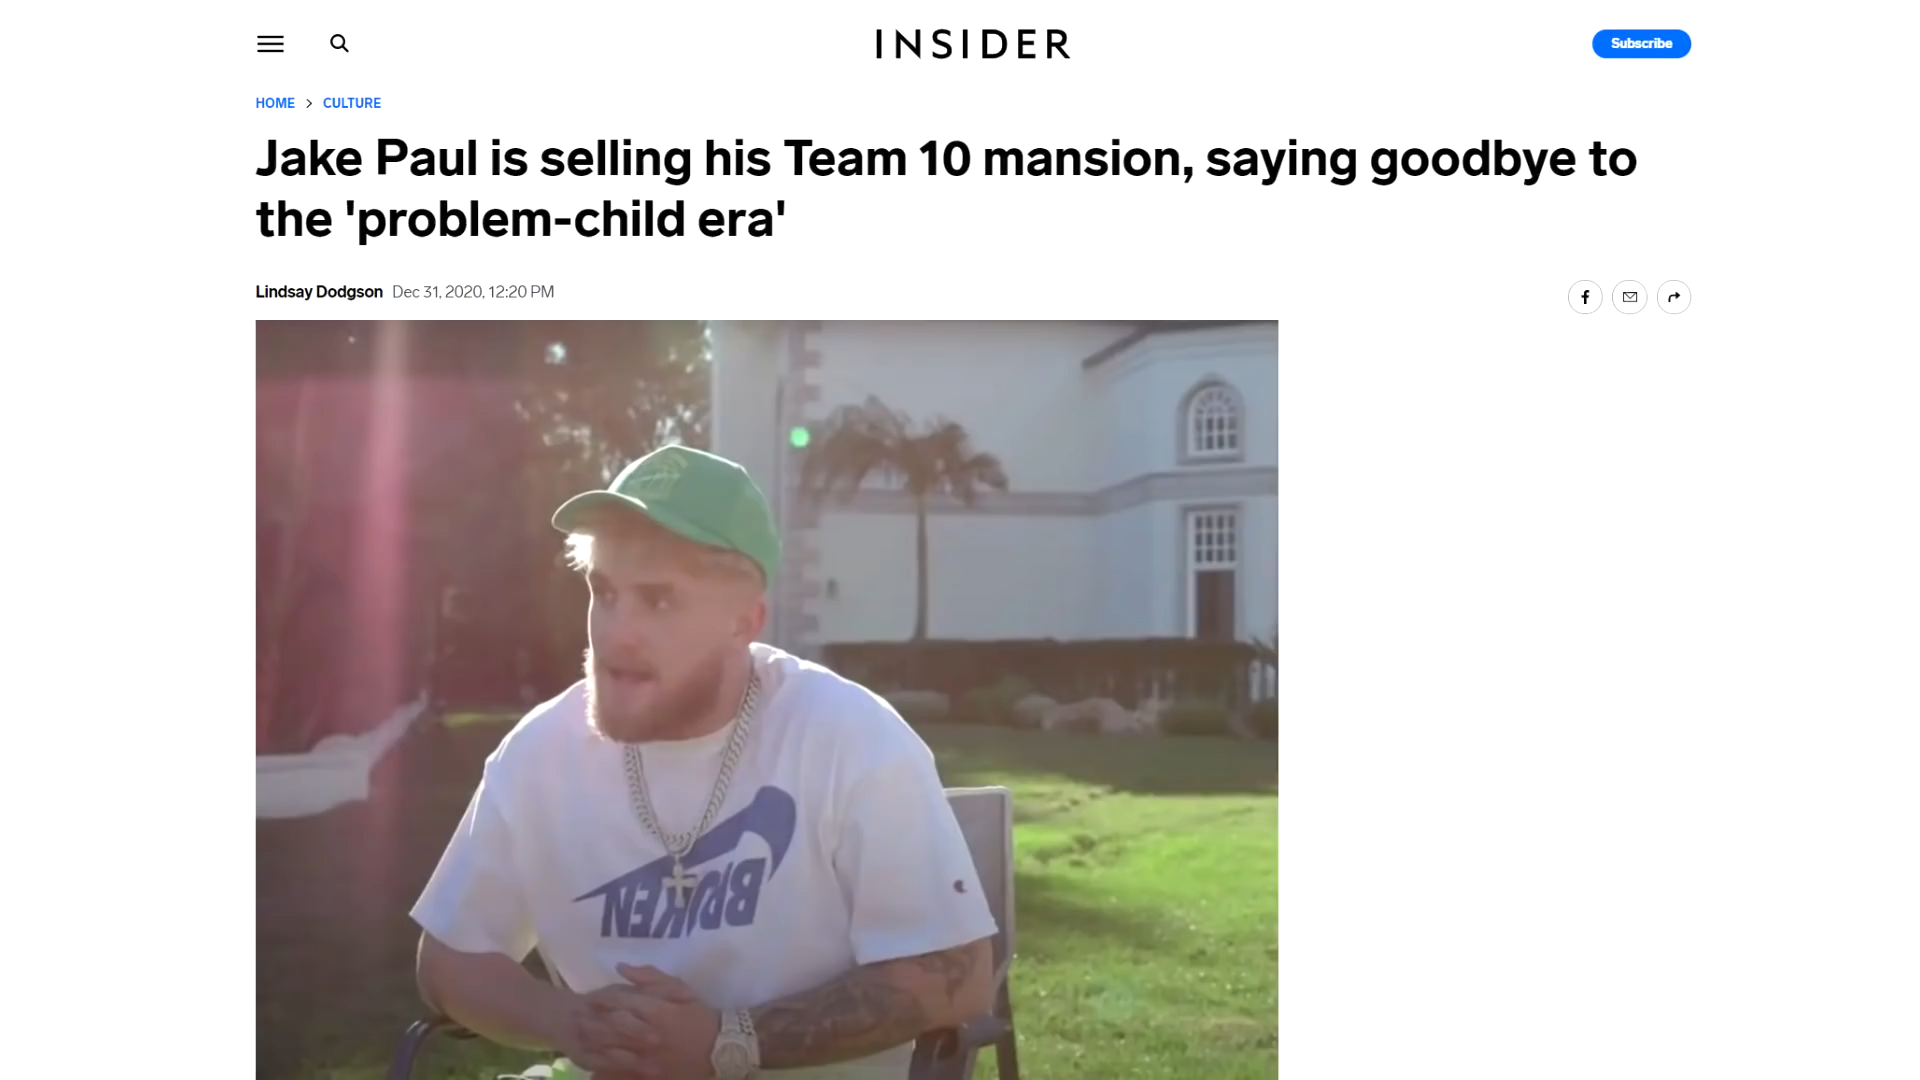 INSIDER
Subscribe
HOME > CULTURE
Jake Paul is selling his Team 10 mansion, saying goodbye to
the 'problem-child era'
Lindsay Dodgson Dec 31, 2020, 12:20 PM
BROKEN